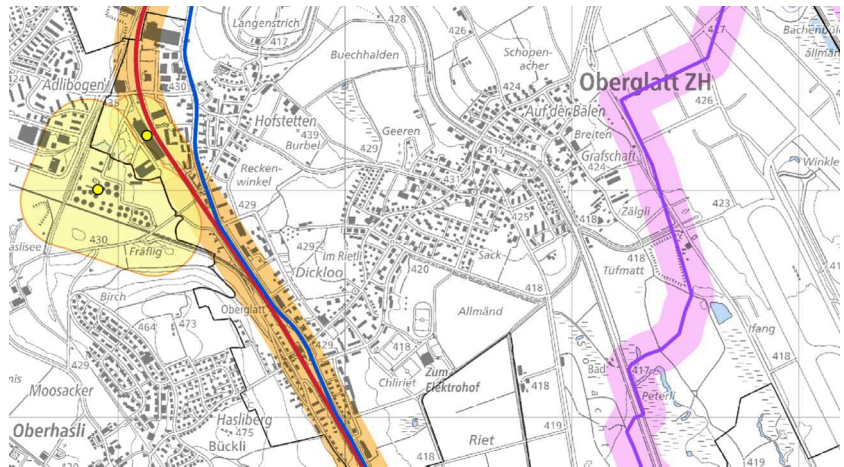 Langenstrich
417
428
426
Buechhalden
Schopen-
acher
417
Bachenbül
Adlibogen
430
424
Oberglatt ZH
426
Auf der Balen
Hofstetten
439
Burbel
Geeren
429
Breiten
Grafschaft
424
417
Recken-
winkel
431
Winkle
429
Zälgli
423
418
425
430
Fräflig
429
Im Rietli
Dickloo
Sack
420
418
Tüfmatt
Birch
464
473
Oberglatt
418
Allmänd
Ifang
418
429
418
Bad
417
Moosacker
Chliriet
Zum
Elektrohof
418
Peterli
Hasliberg
475
Bückli
Oberhasli
418
Riet
419
419